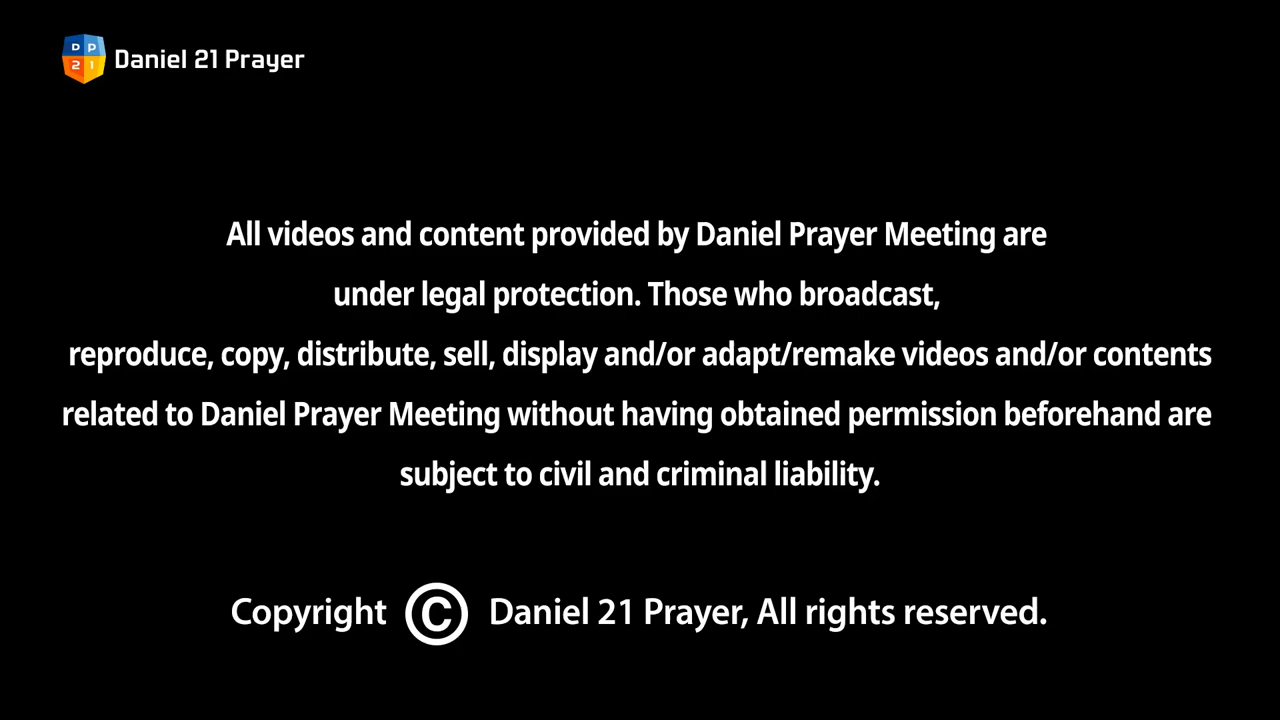 DP
21
Daniel 21 Prayer
All videos and content provided by Daniel Prayer Meeting are
under legal protection. Those who broadcast,
reproduce, copy, distribute, sell, display and/or adapt/remake videos and/or contents
related to Daniel Prayer Meeting without having obtained permission beforehand are
subject to civil and criminal liability.
Copyright © Daniel 21 Prayer, All rights reserved.